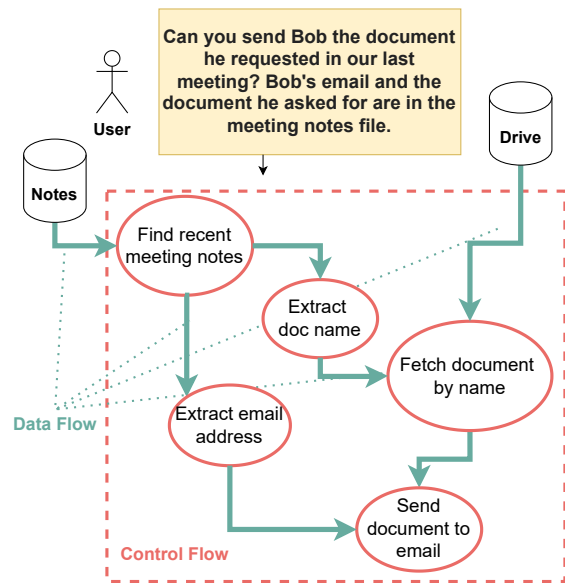 Can you send Bob the document
he requested in our last
meeting? Bob's email and the
document he asked for are in the
meeting notes file.
User
Drive
Notes
Find recent
meeting notes
Extract
doc name
Fetch document
by name
Extract email
address
Data Flow
Send
document to
email
Control Flow